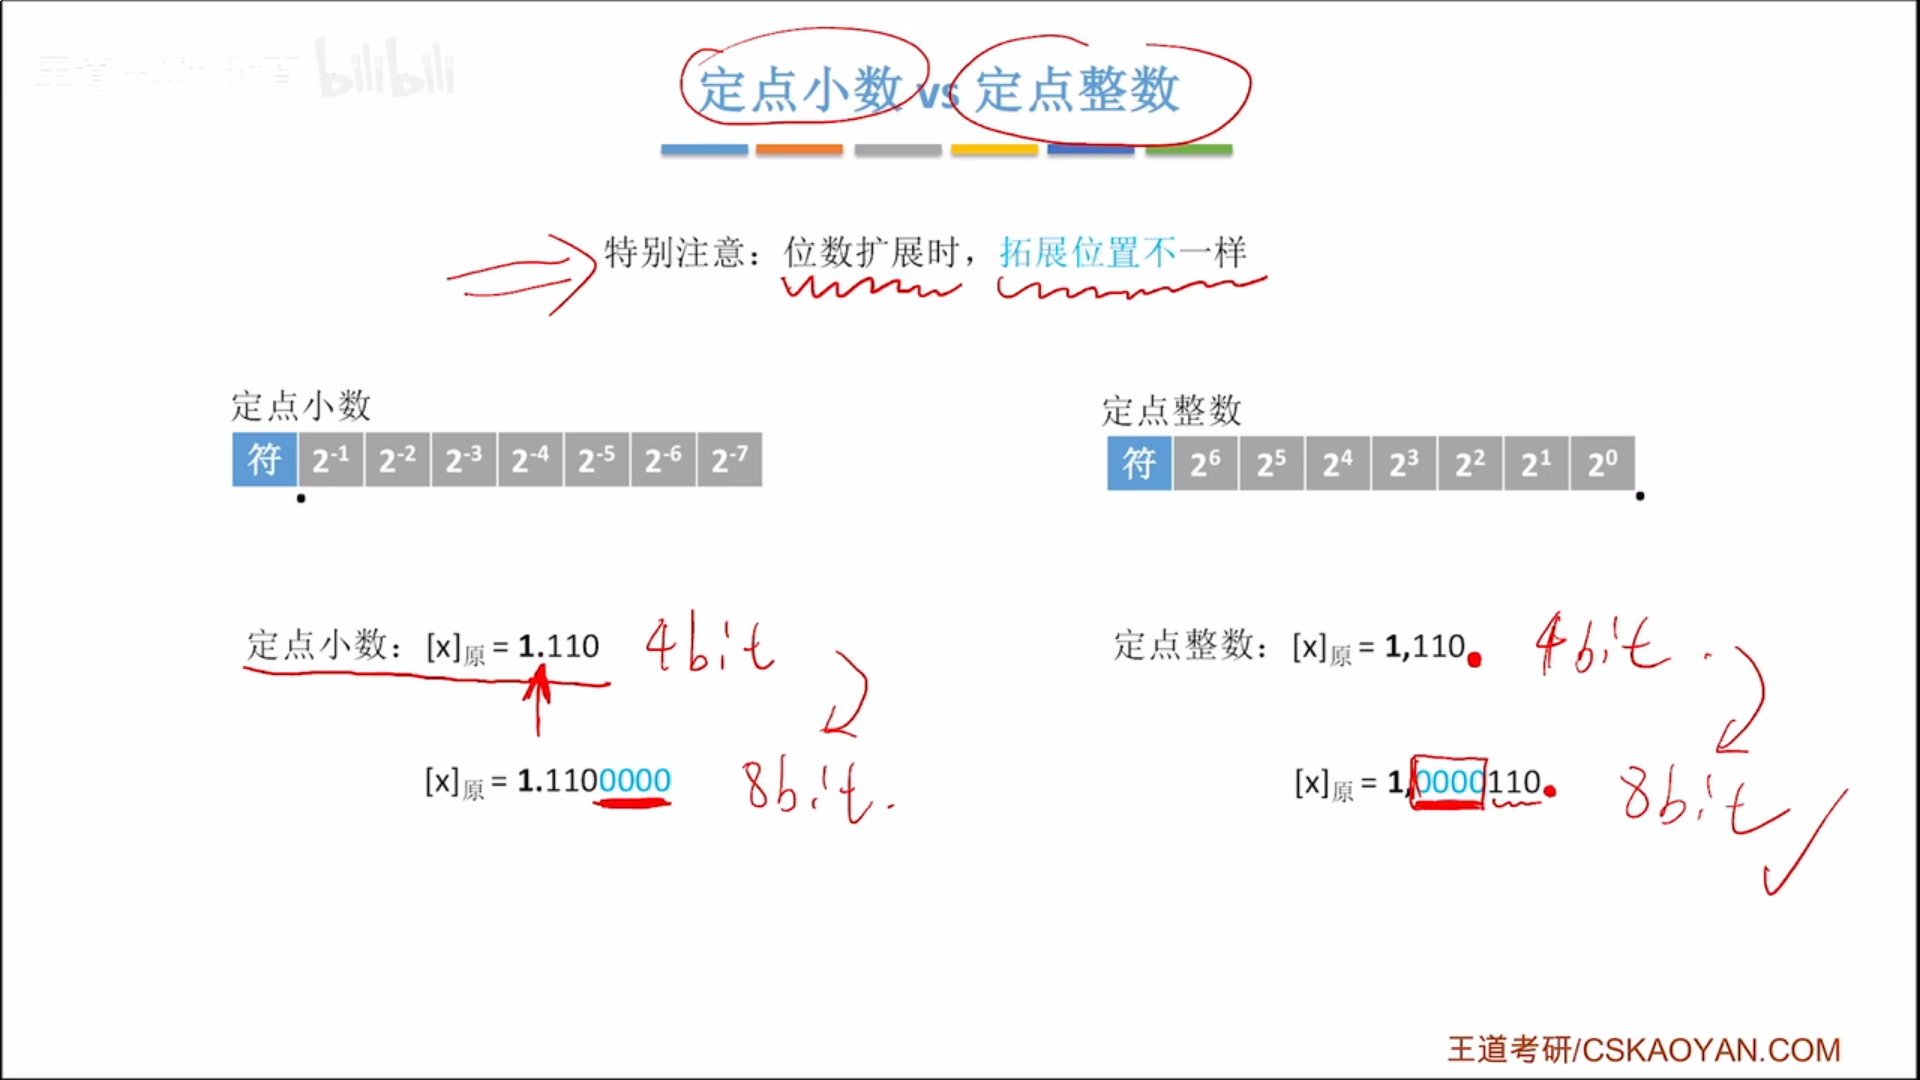 bilibili
定点小数 vs 定点整数
特别注意：位数扩展时，拓展位置不一样
定点小数
符 2⁻¹ 2⁻² 2⁻³ 2⁻⁴ 2⁻⁵ 2⁻⁶ 2⁻⁷
定点整数
符 2⁶ 2⁵ 2⁴ 2³ 2² 2¹ 2⁰
定点小数：[x]原 = 1.110 4bit
[x]原 = 1.1100000 8bit.
定点整数：[x]原 = 1,110. 4bit.
[x]原 = 1,0000110. 8bit
王道考研/CSKAOYAN.COM